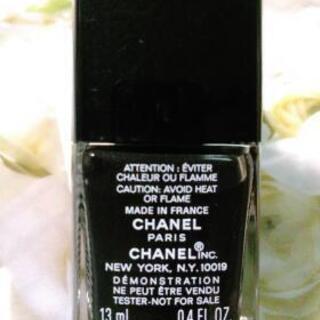 ATTENTION : ÉVITER
CHALEUR OU FLAMME
CAUTION: AVOID HEAT
OR FLAME
MADE IN FRANCE
CHANEL
PARIS
CHANEL® INC.
NEW YORK, N.Y. 10019
DÉMONSTRATION
NE PEUT ÊTRE VENDU
TESTER-NOT FOR SALE
13 ml 0.4 FL OZ